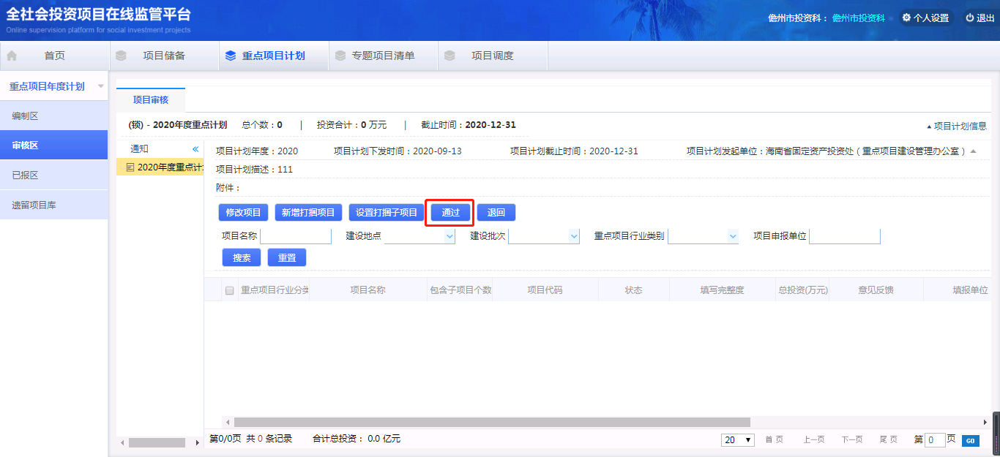 全社会投资项目在线监管平台
Online supervision platform for social investment projects
儋州市投资科： 儋州市投资科 个人设置 退出
首页 项目储备 重点项目计划 专题项目清单 项目调度
重点项目年度计划
编制区
审核区
已报区
遗留项目库
项目审核
(锁) - 2020年度重点计划 总个数：0 | 投资合计：0 万元 | 截止时间：2020-12-31
项目计划信息
通知 «
2020年度重点计
项目计划年度：2020 项目计划下发时间：2020-09-13 项目计划截止时间：2020-12-31 项目计划发起单位：海南省固定资产投资处（重点项目建设管理办公室）
项目计划描述：111
附件：
修改项目 新增打捆项目 设置打捆子项目 通过 退回
项目名称 建设地点 建设批次 重点项目行业类别 项目申报单位
搜索 重置
重点项目行业分类 项目名称 包含子项目个数 项目代码 状态 填写完整度 总投资(万元) 意见反馈 填报单位
第0/0页 共 0 条记录 合计总投资： 0.0 亿元
20 首 页 上一页 下一页 尾 页 第 0 页 GO